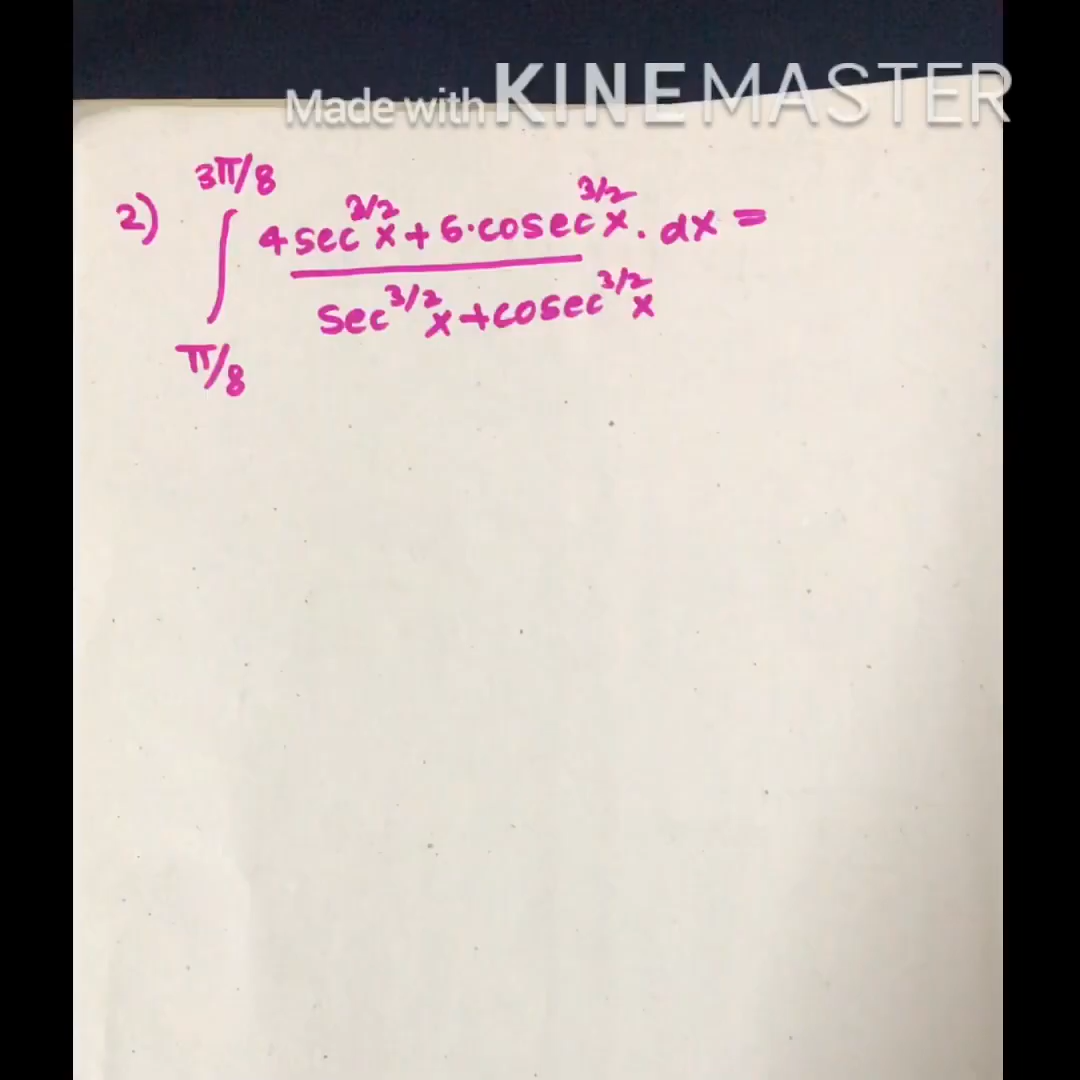 Made with KINEMASTER
3π/8
2) ∫ 4sec^3/2 x + 6·cosec^3/2 x . dx =
sec^3/2 x + cosec^3/2 x
π/8